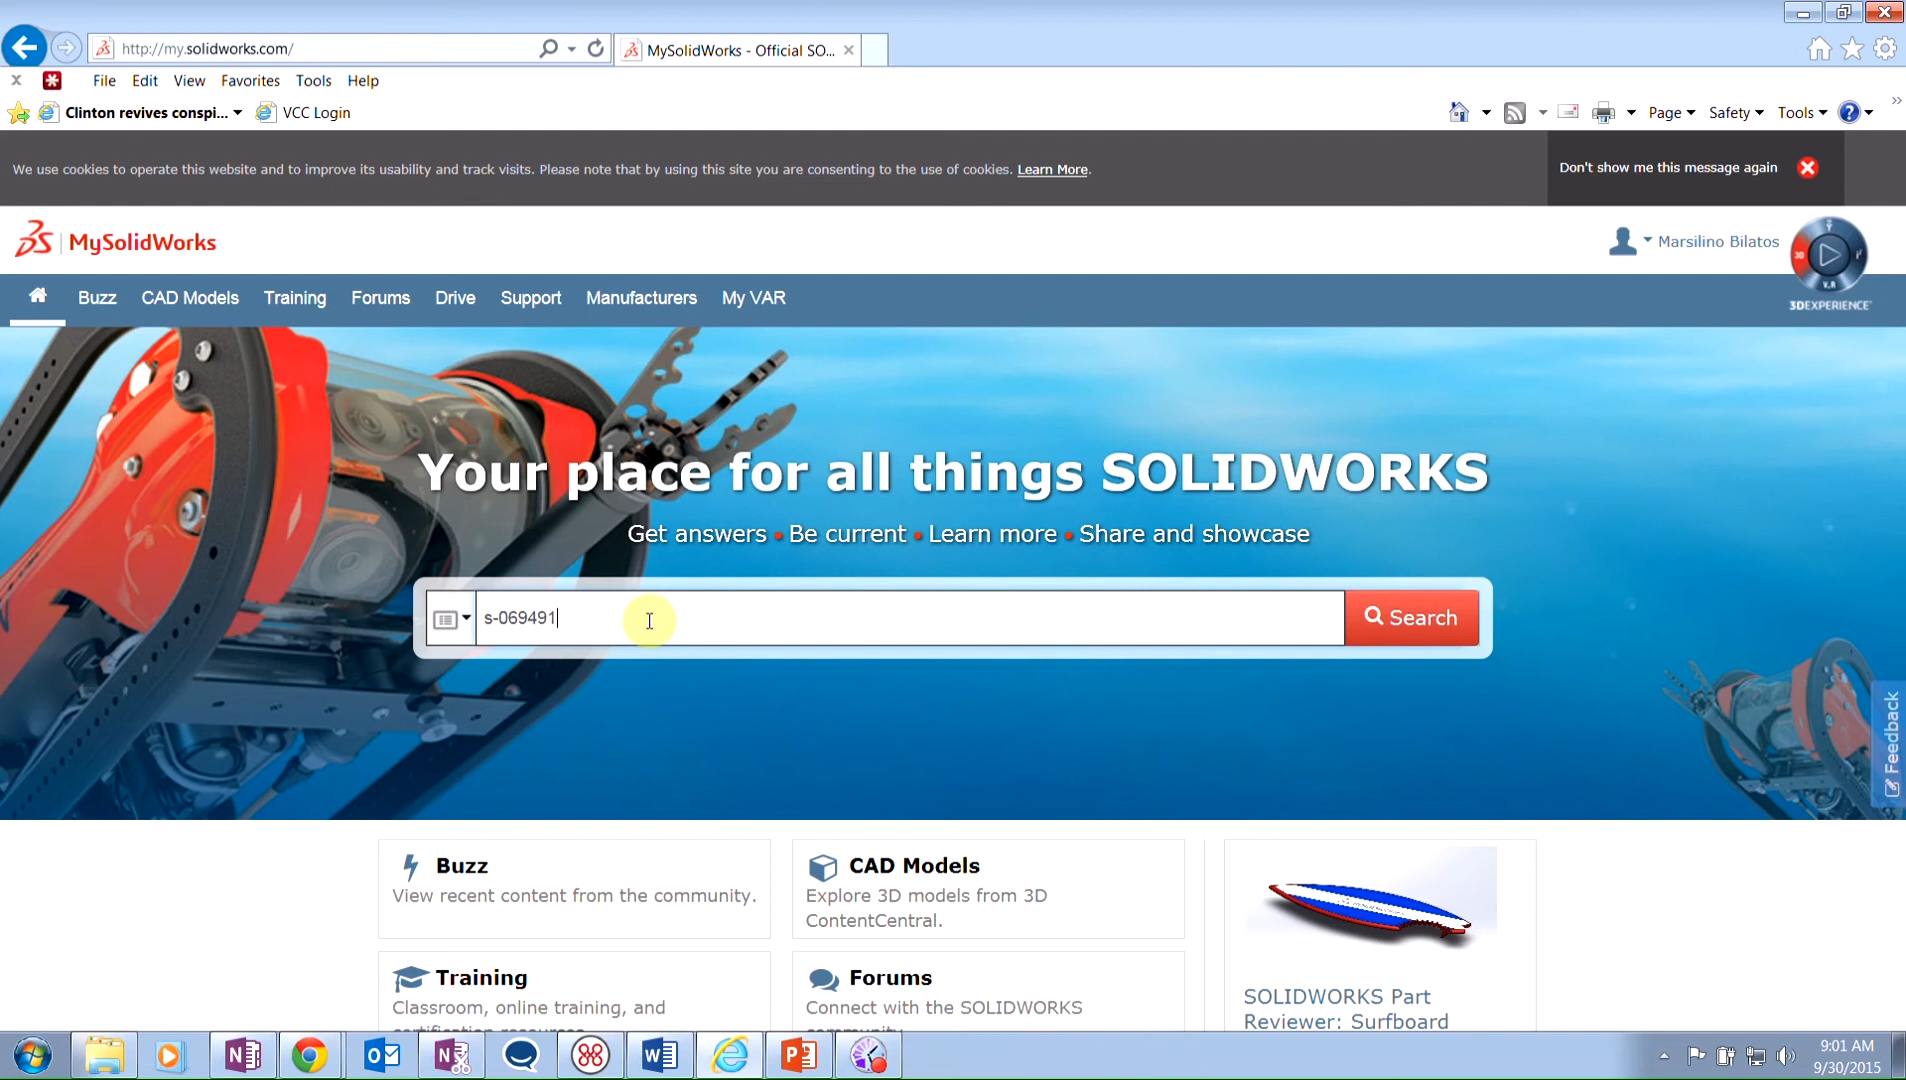 http://my.solidworks.com/
MySolidWorks - Official SO...
x File Edit View Favorites Tools Help
Clinton revives conspi... VCC Login
Page Safety Tools
We use cookies to operate this website and to improve its usability and track visits. Please note that by using this site you are consenting to the use of cookies. Learn More.
Don't show me this message again
MySolidWorks
Marsilino Bilatos
3D
V.R
3DEXPERIENCE
Buzz CAD Models Training Forums Drive Support Manufacturers My VAR
Your place for all things SOLIDWORKS
Get answers • Be current • Learn more • Share and showcase
s-069491
Search
Feedback
Buzz
View recent content from the community.
CAD Models
Explore 3D models from 3D
ContentCentral.
Training
Classroom, online training, and
certification resources.
Forums
Connect with the SOLIDWORKS
community.
SOLIDWORKS Part
Reviewer: Surfboard
9:01 AM
9/30/2015